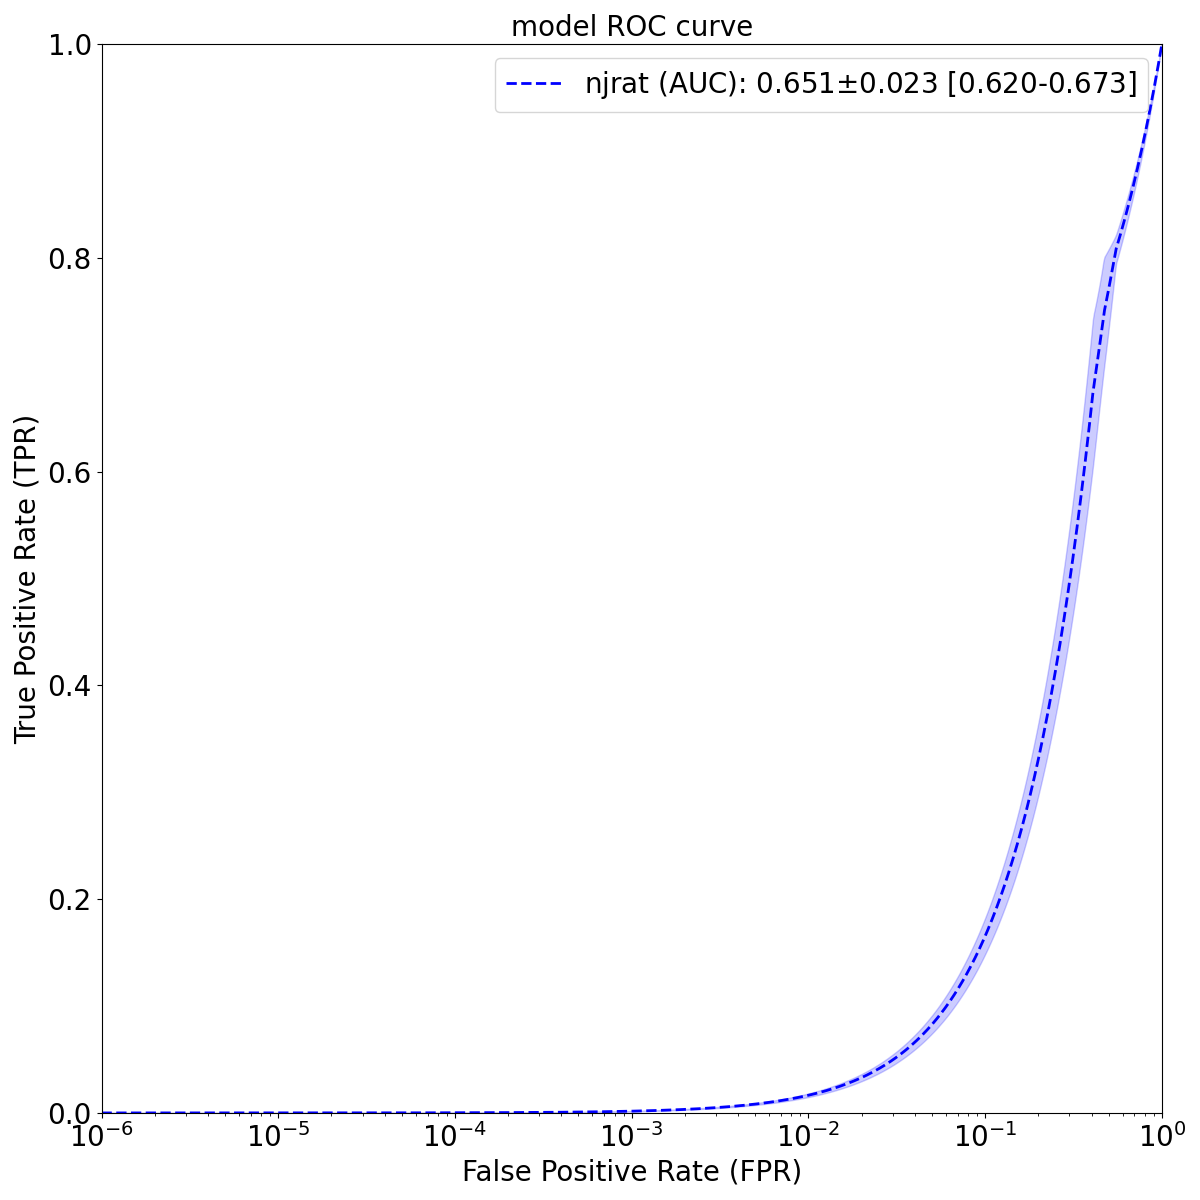 model ROC curve
njrat (AUC): 0.651±0.023 [0.620-0.673]
True Positive Rate (TPR)
1.0
0.8
0.6
0.4
0.2
0.0
10⁻⁶ 10⁻⁵ 10⁻⁴ 10⁻³ 10⁻² 10⁻¹ 10⁰
False Positive Rate (FPR)